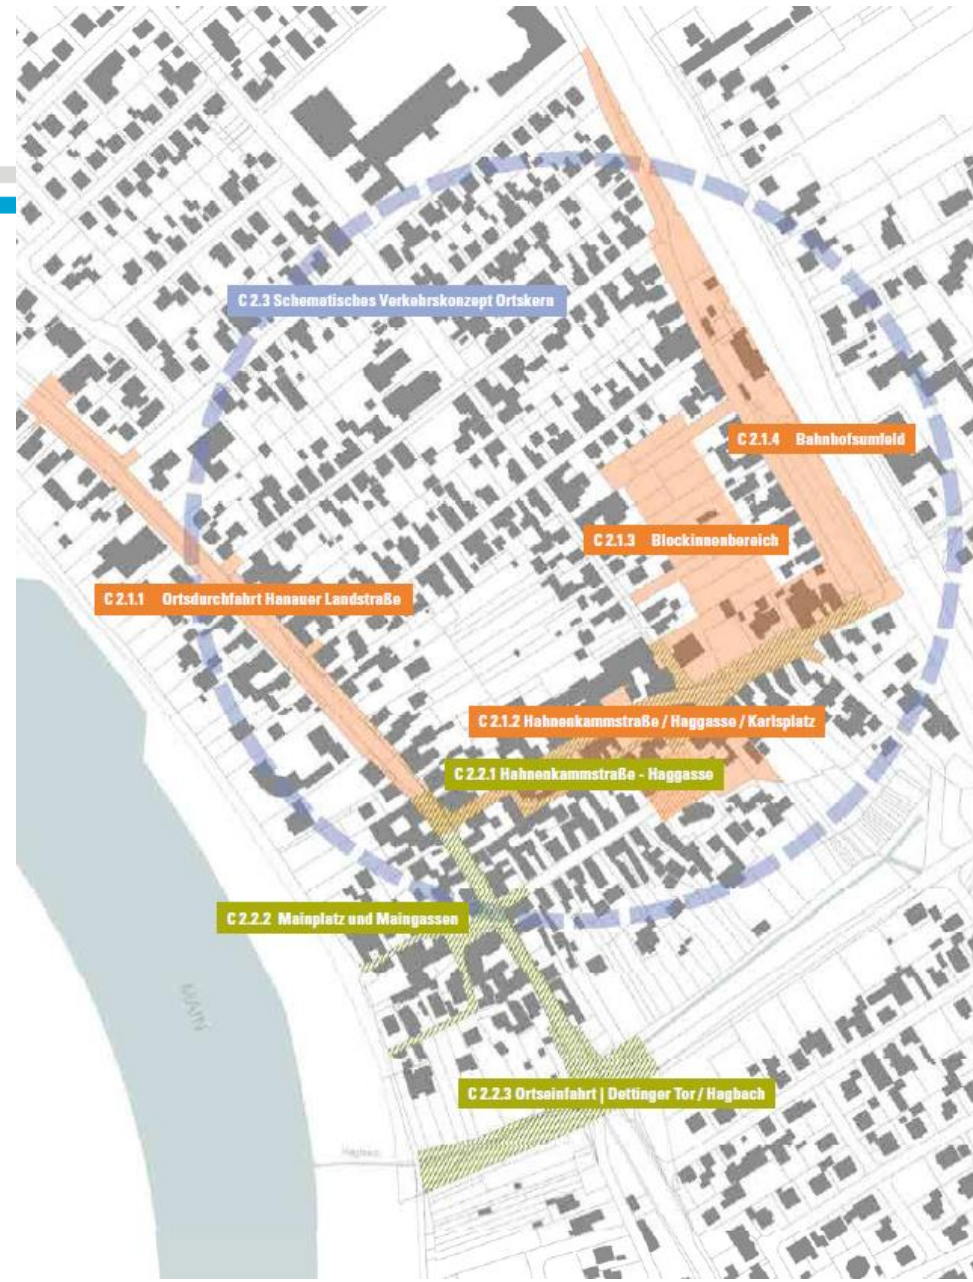 C 2.3 Schematisches Verkehrskonzept Ortskern
C 2.1.4 Bahnhofsumfeld
C 2.1.3 Blockinnenbereich
C 2.1.1 Ortsdurchfahrt Hanauer Landstraße
C 2.1.2 Hahnenkammstraße / Haggasse / Karlsplatz
C 2.2.1 Hahnenkammstraße - Haggasse
C 2.2.2 Mainplatz und Maingassen
MAIN
C 2.2.3 Ortseinfahrt | Dettinger Tor / Hagbach
Hagbach